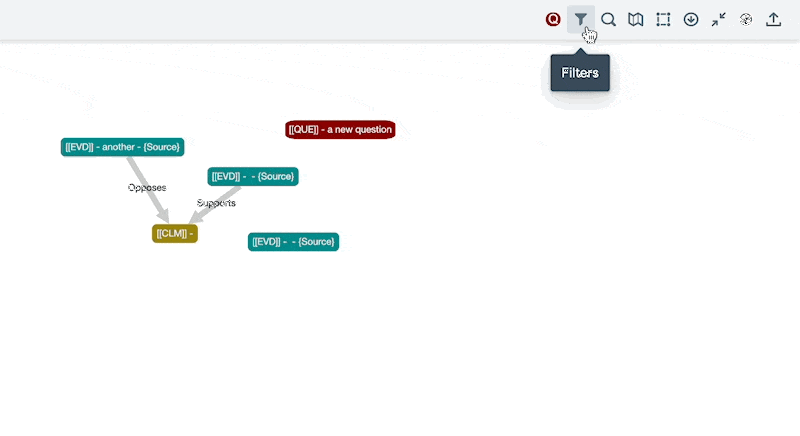 Q
Filters
[[QUE]] - a new question
[[EVD]] - another - {Source}
[[EVD]] - - {Source}
Opposes
Supports
[[CLM]] -
[[EVD]] - - {Source}